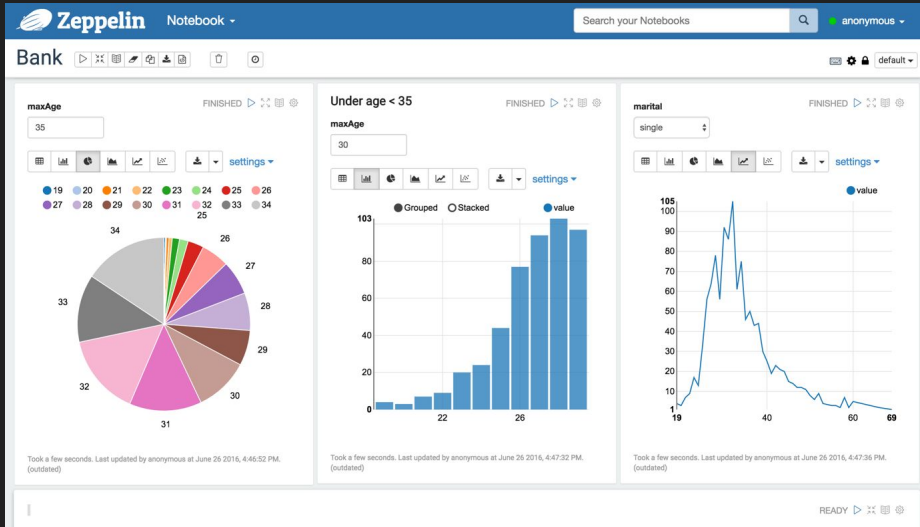 Zeppelin Notebook Search your Notebooks anonymous
Bank default
FINISHED
maxAge
35
settings
19 20 21 22 23 24 25 26
27 28 29 30 31 32 33 34
25
26
27
28
29
30
31
32
33
34
Took a few seconds. Last updated by anonymous at June 26 2016, 4:46:52 PM.
(outdated)
Under age < 35 FINISHED
maxAge
30
settings
Grouped Stacked value
103
80
60
40
20
0
22 26
Took a few seconds. Last updated by anonymous at June 26 2016, 4:47:32 PM.
(outdated)
FINISHED
marital
single
settings
value
105
100
90
80
70
60
50
40
30
20
10
1
19 40 60 69
Took a few seconds. Last updated by anonymous at June 26 2016, 4:47:36 PM.
(outdated)
READY